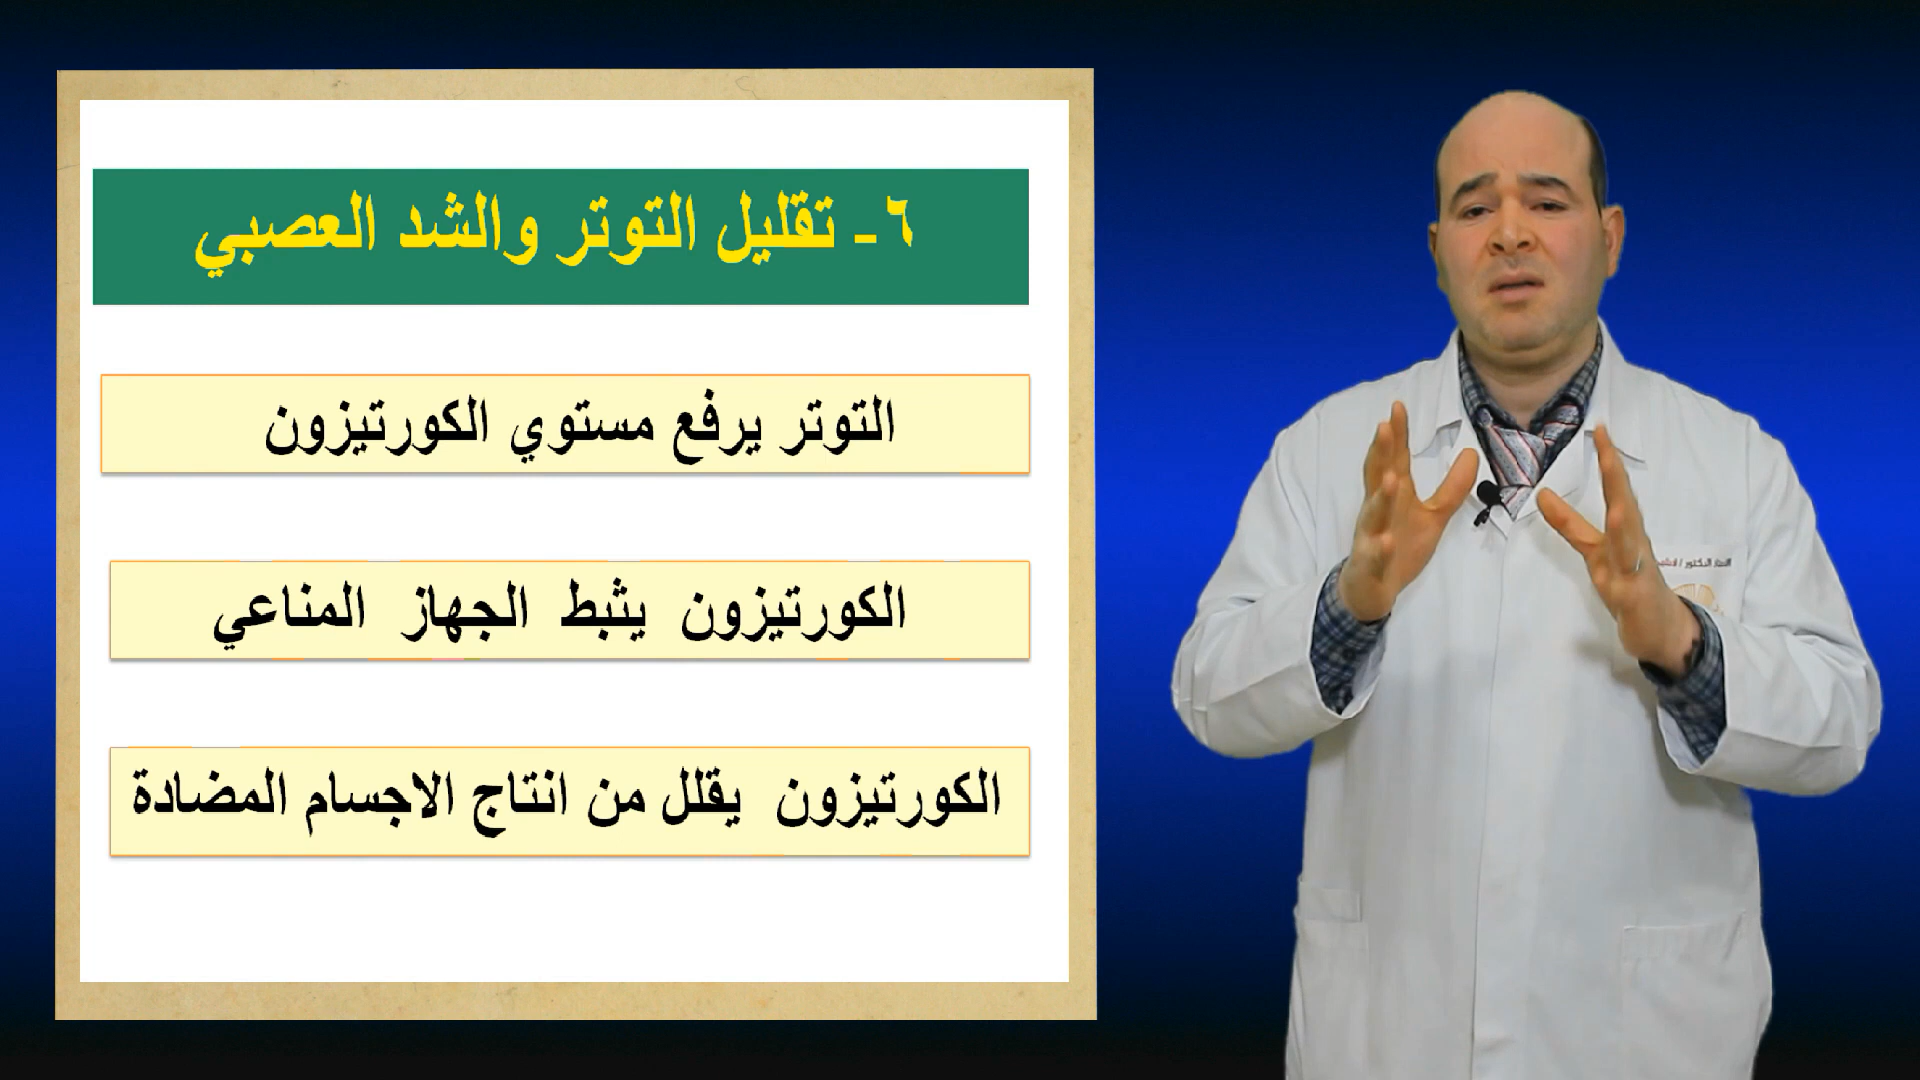 ٦- تقليل التوتر والشد العصبي
التوتر يرفع مستوي الكورتيزون
الكورتيزون يثبط الجهاز المناعي
الكورتيزون يقلل من انتاج الاجسام المضادة